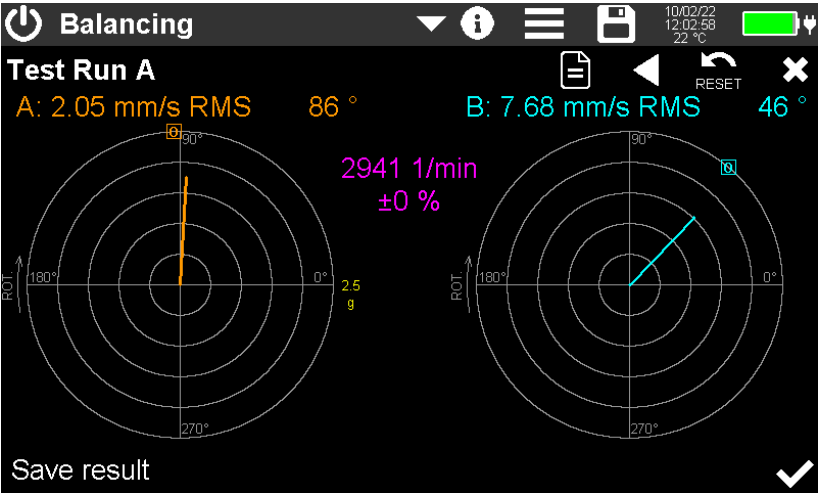 Balancing
i
10/02/22
12:02:58
22 °C
Test Run A
RESET
A: 2.05 mm/s RMS 86 °
B: 7.68 mm/s RMS 46 °
0
90°
90°
0
2941 1/min
±0 %
ROT.
180°
0°
2.5
g
ROT.
180°
0°
270°
270°
Save result